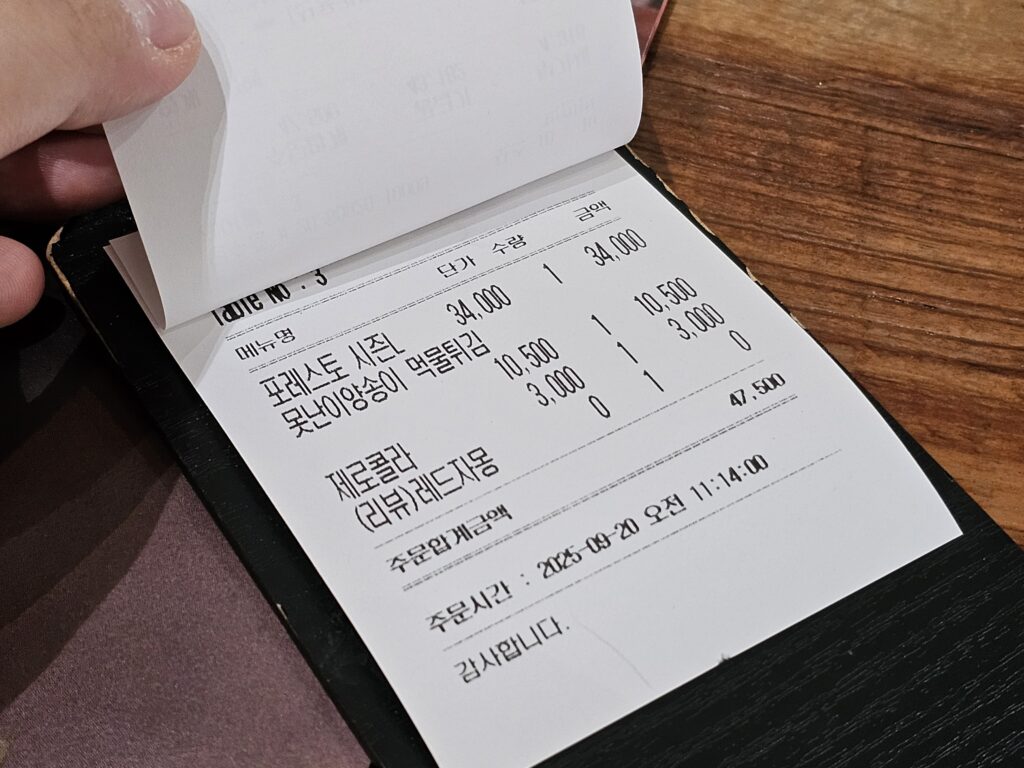 Table No : 3
메뉴명 단가 수량 금액
포레스토 시즌L 34,000 1 34,000
못난이양송이 먹물튀김 10,500 1 10,500
제로콜라 3,000 1 3,000
(리뷰)레드자몽 0 1 0
주문합계금액 47,500
주문시간 : 2025-09-20 오전 11:14:00
감사합니다.